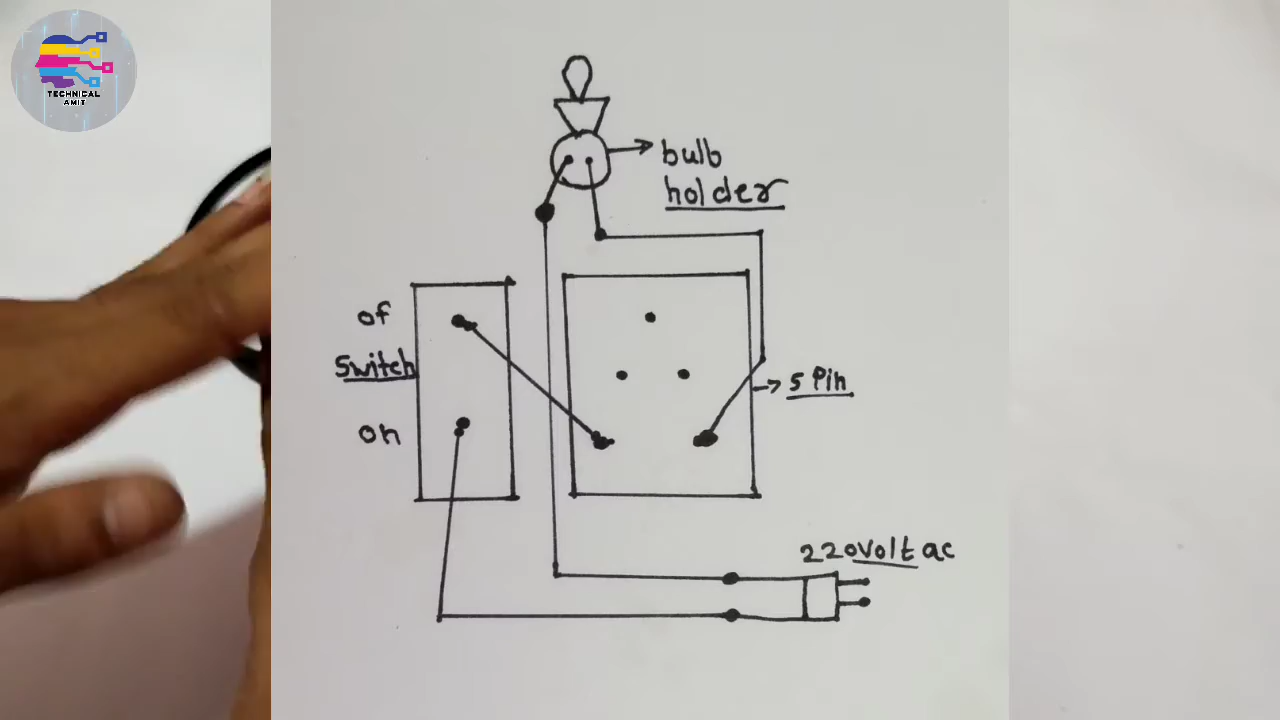 TECHNICAL
AMIT
bulb
holder
of
Switch
on
5 Pin
220volt ac